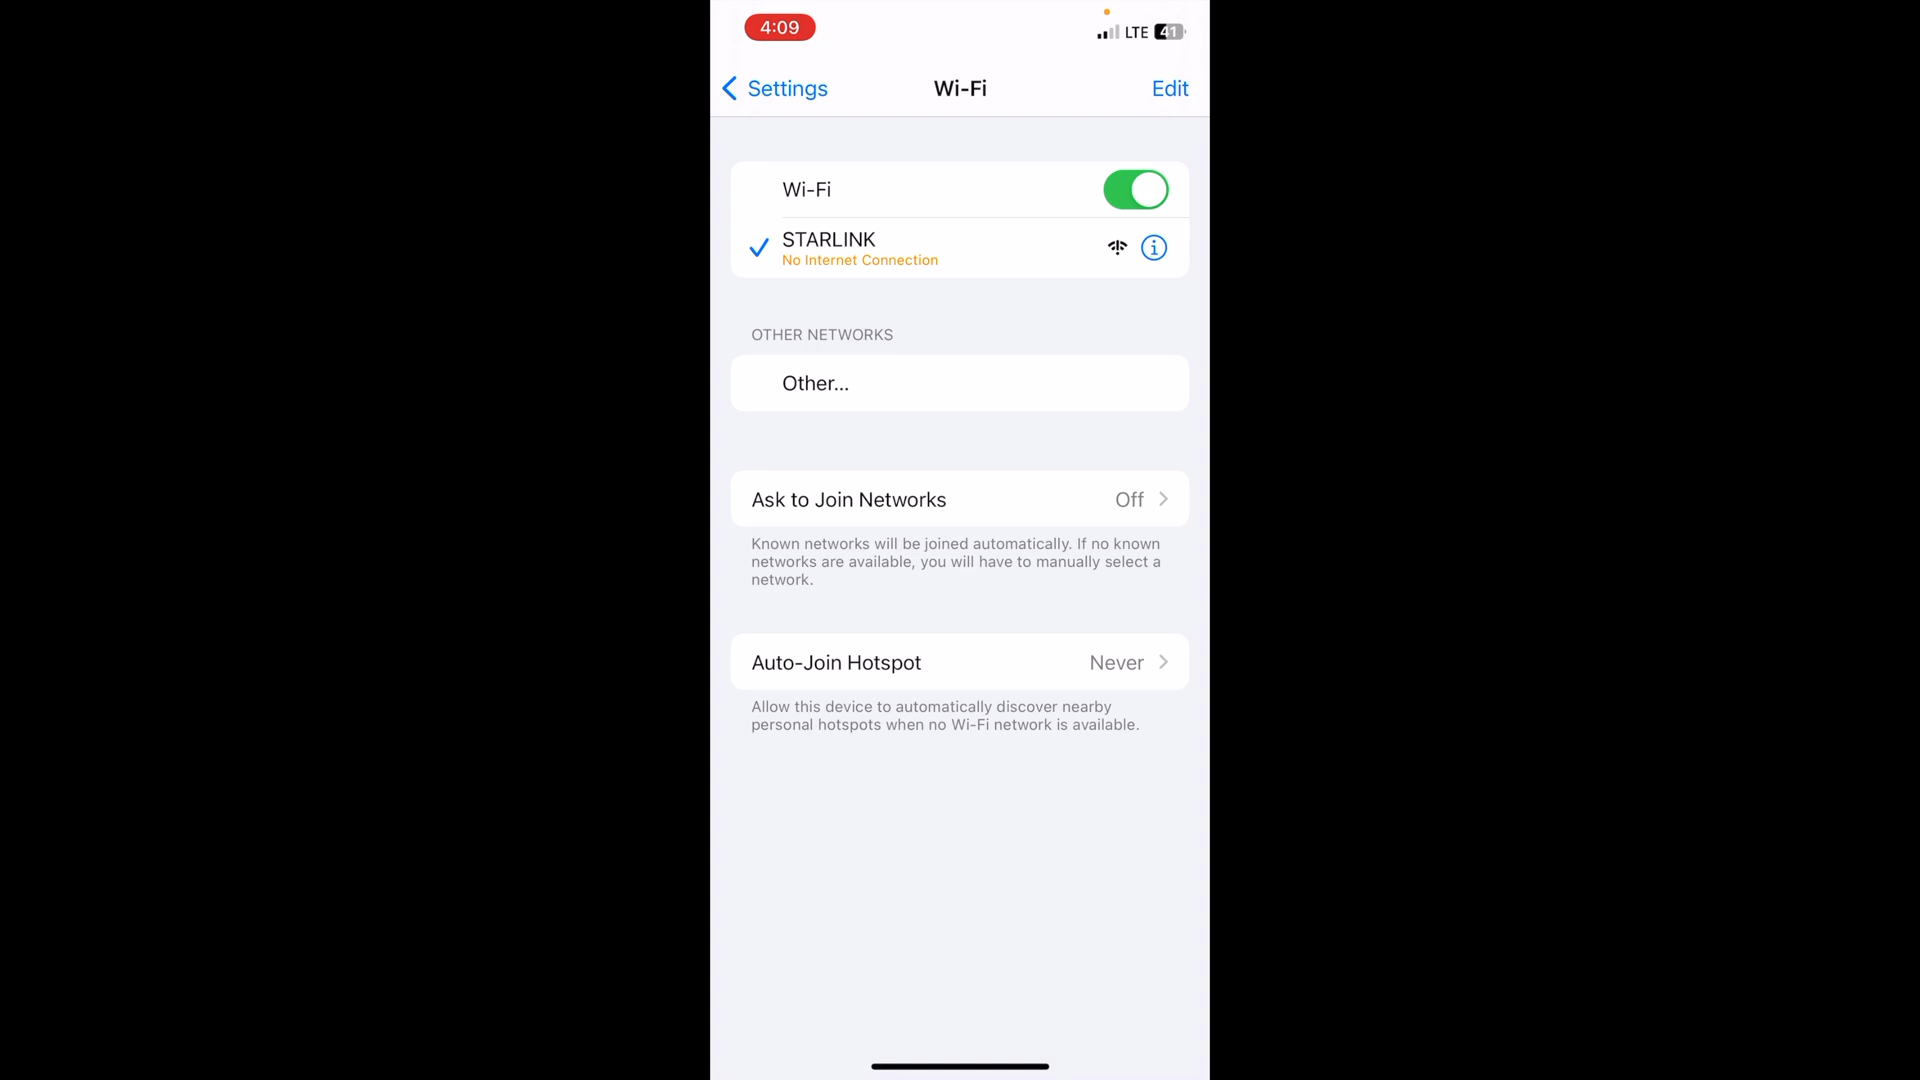 4:09
LTE 41
Settings
Wi-Fi
Edit
Wi-Fi
STARLINK
No Internet Connection
OTHER NETWORKS
Other...
Ask to Join Networks Off
Known networks will be joined automatically. If no known
networks are available, you will have to manually select a
network.
Auto-Join Hotspot Never
Allow this device to automatically discover nearby
personal hotspots when no Wi-Fi network is available.